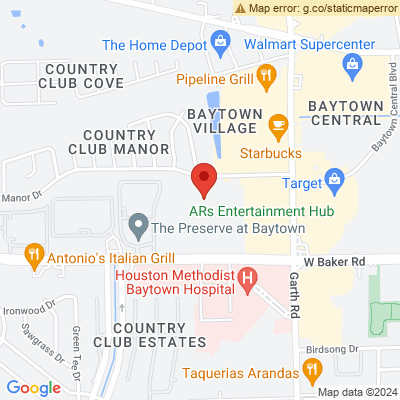 Map error: g.co/staticmaperror
The Home Depot
Walmart Supercenter
COUNTRY
CLUB COVE
Pipeline Grill
Baytown Central Blvd
BAYTOWN
VILLAGE
BAYTOWN
CENTRAL
COUNTRY
CLUB MANOR
Starbucks
Manor Dr
Target
ARs Entertainment Hub
The Preserve at Baytown
Antonio's Italian Grill
W Baker Rd
Houston Methodist
Baytown Hospital
Garth Rd
Ironwood Dr
Sawgrass Dr
Green Tee Dr
COUNTRY
CLUB ESTATES
Birdsong Dr
Taquerias Arandas
Google
Map data ©2024